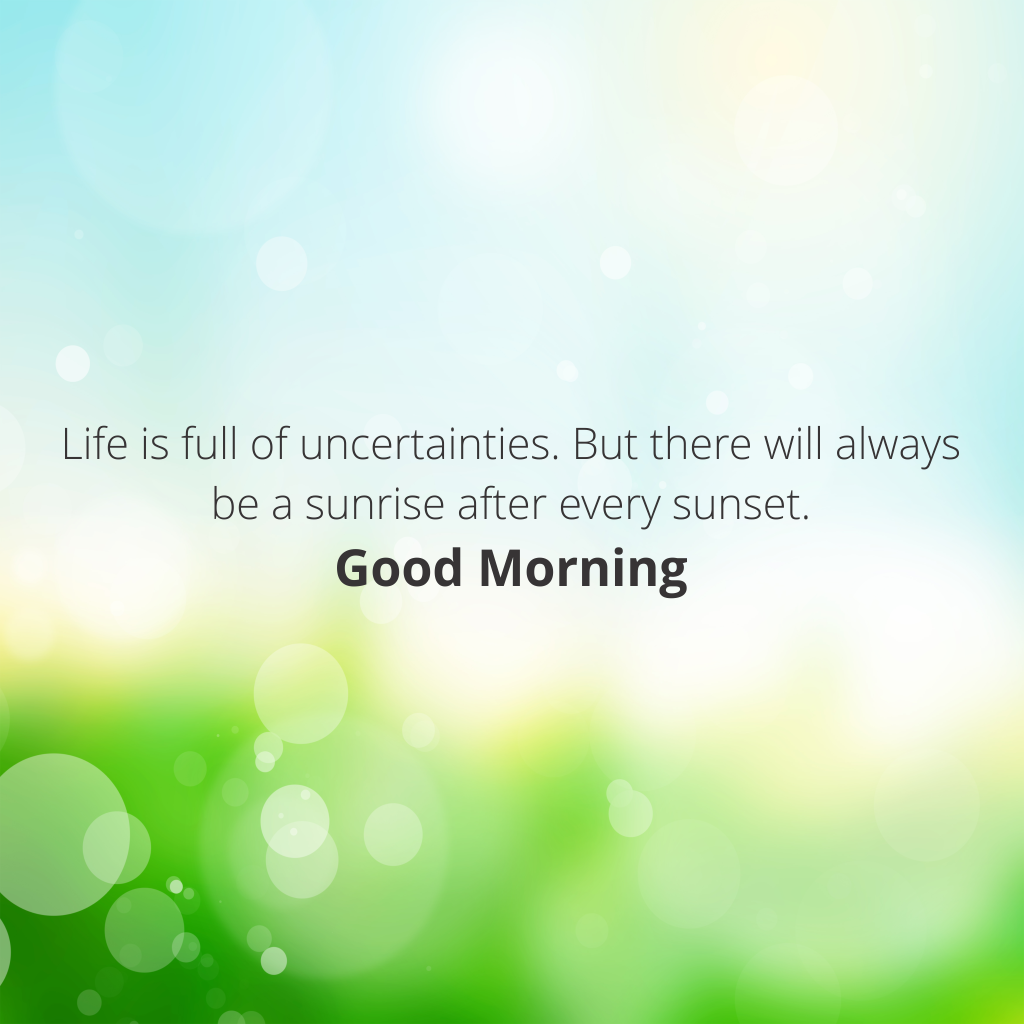 Life is full of uncertainties. But there will always
be a sunrise after every sunset.
Good Morning